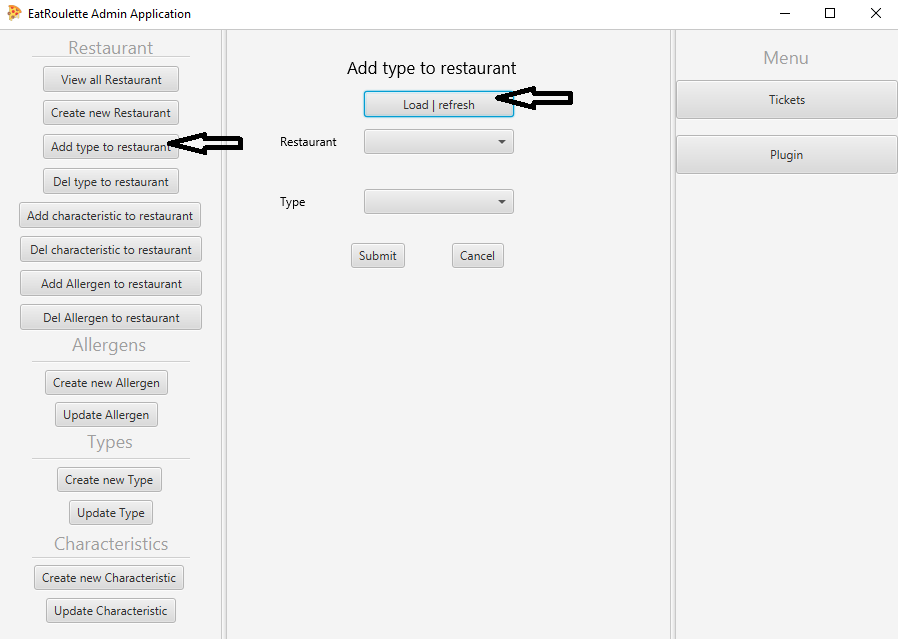 EatRoulette Admin Application
Restaurant
View all Restaurant
Create new Restaurant
Add type to restaurant
Del type to restaurant
Add characteristic to restaurant
Del characteristic to restaurant
Add Allergen to restaurant
Del Allergen to restaurant
Allergens
Create new Allergen
Update Allergen
Types
Create new Type
Update Type
Characteristics
Create new Characteristic
Update Characteristic
Add type to restaurant
Load | refresh
Restaurant
Type
Submit
Cancel
Menu
Tickets
Plugin